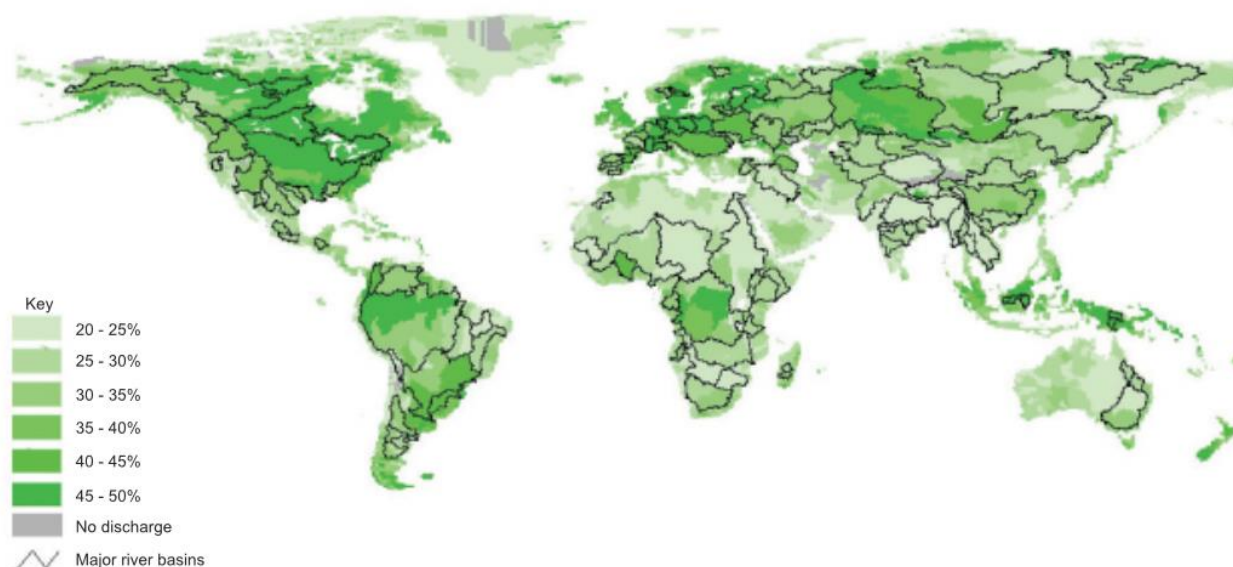 Key
20 - 25%
25 - 30%
30 - 35%
35 - 40%
40 - 45%
45 - 50%
No discharge
Major river basins